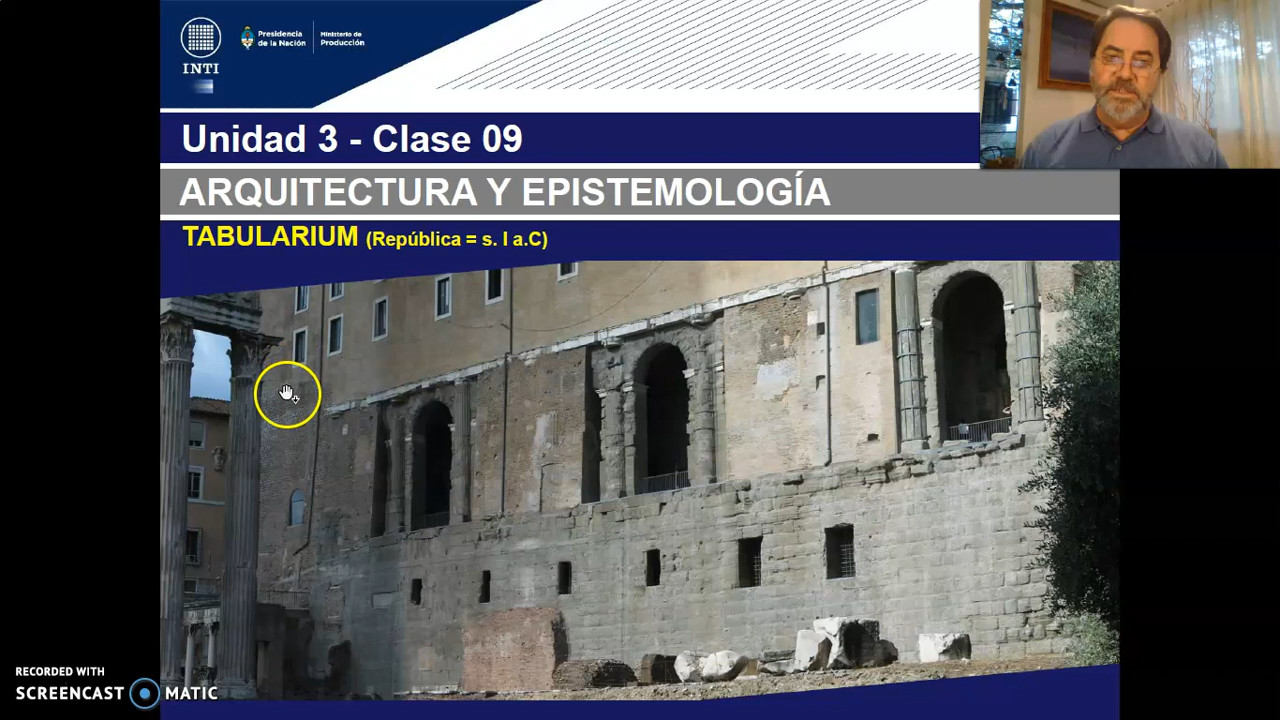 INTI
Presidencia
de la Nación
Ministerio de
Producción
Unidad 3 - Clase 09
ARQUITECTURA Y EPISTEMOLOGÍA
TABULARIUM (República = s. I a.C)
RECORDED WITH
SCREENCAST MATIC